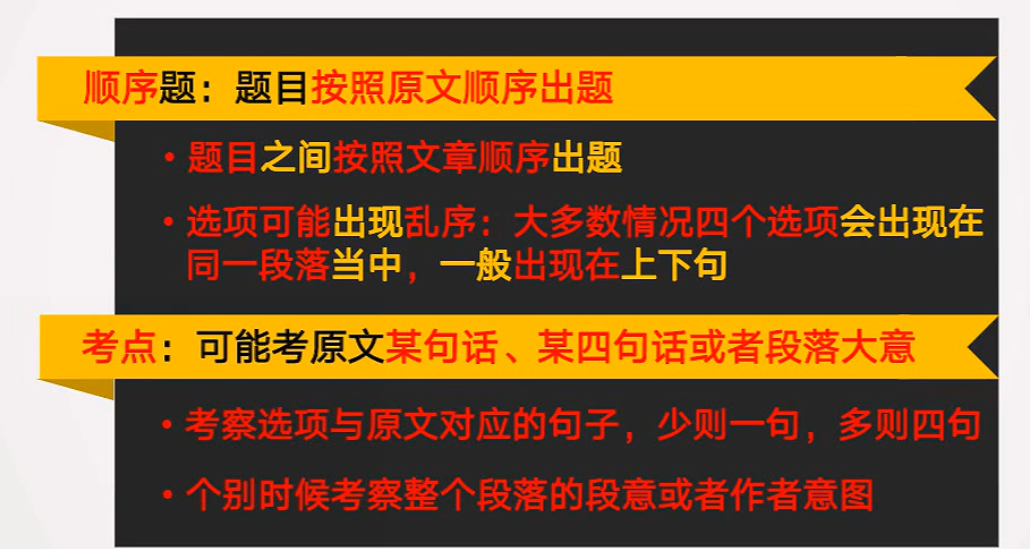 顺序题：题目按照原文顺序出题
• 题目之间按照文章顺序出题
• 选项可能出现乱序：大多数情况四个选项会出现在
同一段落当中，一般出现在上下句
考点：可能考原文某句话、某四句话或者段落大意
• 考察选项与原文对应的句子，少则一句，多则四句
• 个别时候考察整个段落的段意或者作者意图